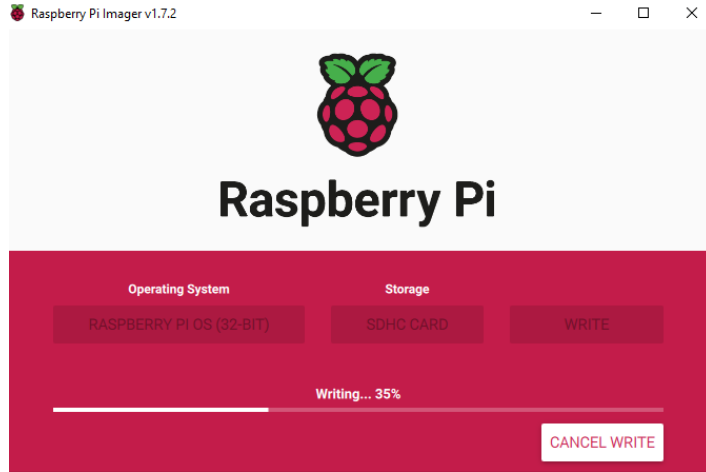 Raspberry Pi Imager v1.7.2
Raspberry Pi
Operating System Storage
RASPBERRY PI OS (32-BIT) SDHC CARD WRITE
Writing... 35%
CANCEL WRITE